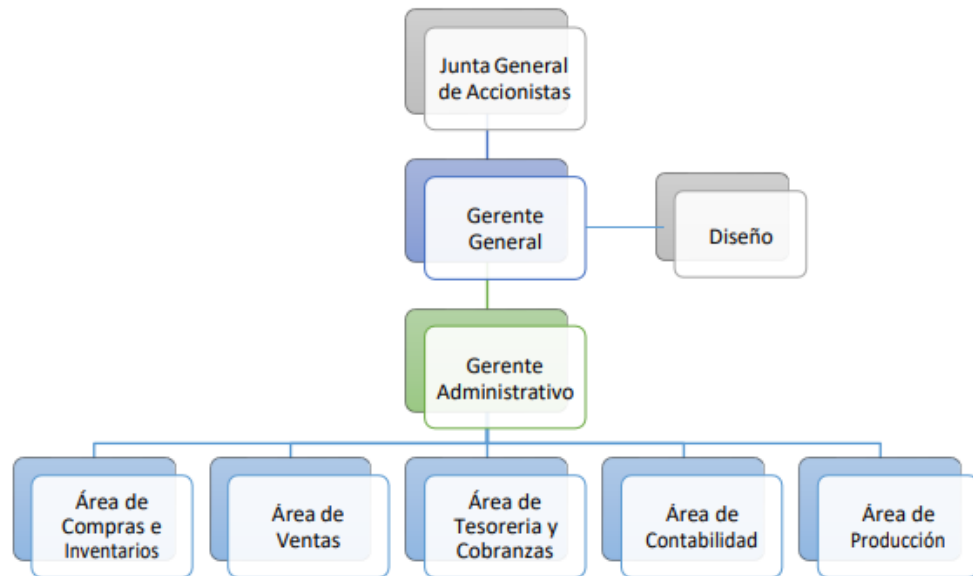 Junta General
de Accionistas
Gerente
General
Diseño
Gerente
Administrativo
Área de
Compras e
Inventarios
Área de
Ventas
Área de
Tesoreria y
Cobranzas
Área de
Contabilidad
Área de
Producción